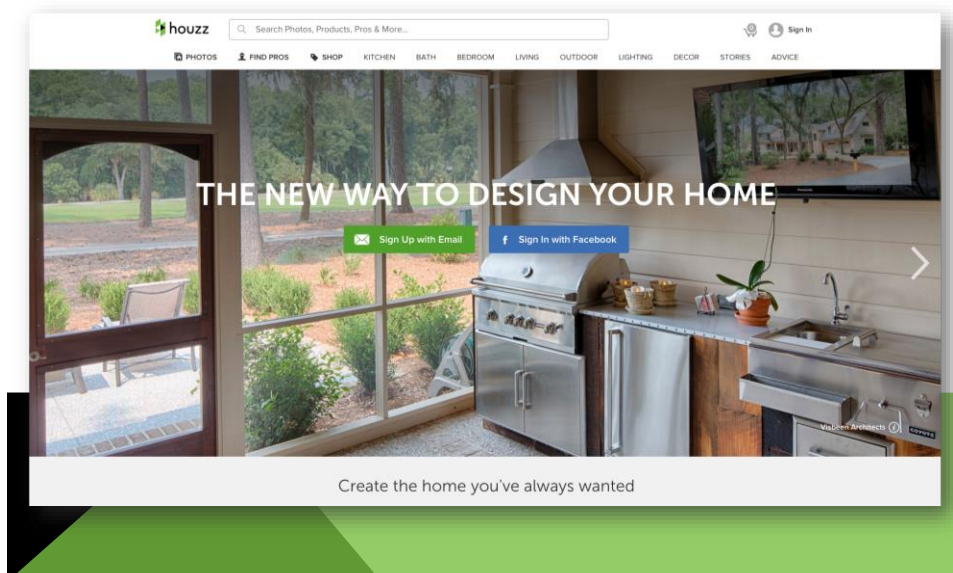 houzz
Search Photos, Products, Pros & More...
0
Sign In
PHOTOS FIND PROS SHOP KITCHEN BATH BEDROOM LIVING OUTDOOR LIGHTING DECOR STORIES ADVICE
THE NEW WAY TO DESIGN YOUR HOME
Sign Up with Email
f Sign In with Facebook
Visbeen Architects i
COYOTE
Create the home you've always wanted